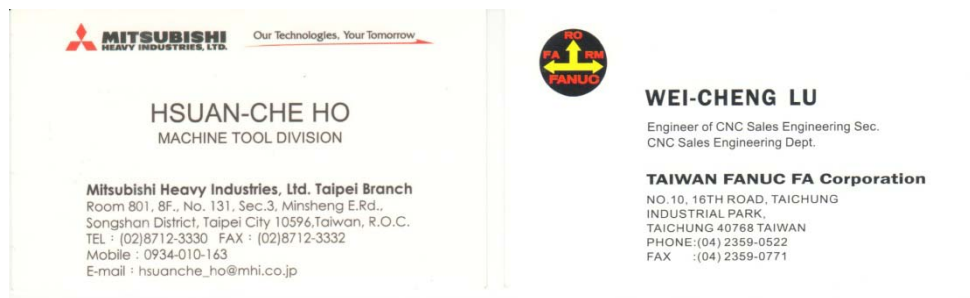 MITSUBISHI
HEAVY INDUSTRIES, LTD.
Our Technologies, Your Tomorrow
HSUAN-CHE HO
MACHINE TOOL DIVISION
Mitsubishi Heavy Industries, Ltd. Taipei Branch
Room 801, 8F., No. 131, Sec.3, Minsheng E.Rd.,
Songshan District, Taipei City 10596,Taiwan, R.O.C.
TEL : (02)8712-3330 FAX : (02)8712-3332
Mobile : 0934-010-163
E-mail : hsuanche_ho@mhi.co.jp
RO
FA RM
FANUC
WEI-CHENG LU
Engineer of CNC Sales Engineering Sec.
CNC Sales Engineering Dept.
TAIWAN FANUC FA Corporation
NO.10, 16TH ROAD, TAICHUNG
INDUSTRIAL PARK,
TAICHUNG 40768 TAIWAN
PHONE:(04) 2359-0522
FAX :(04) 2359-0771